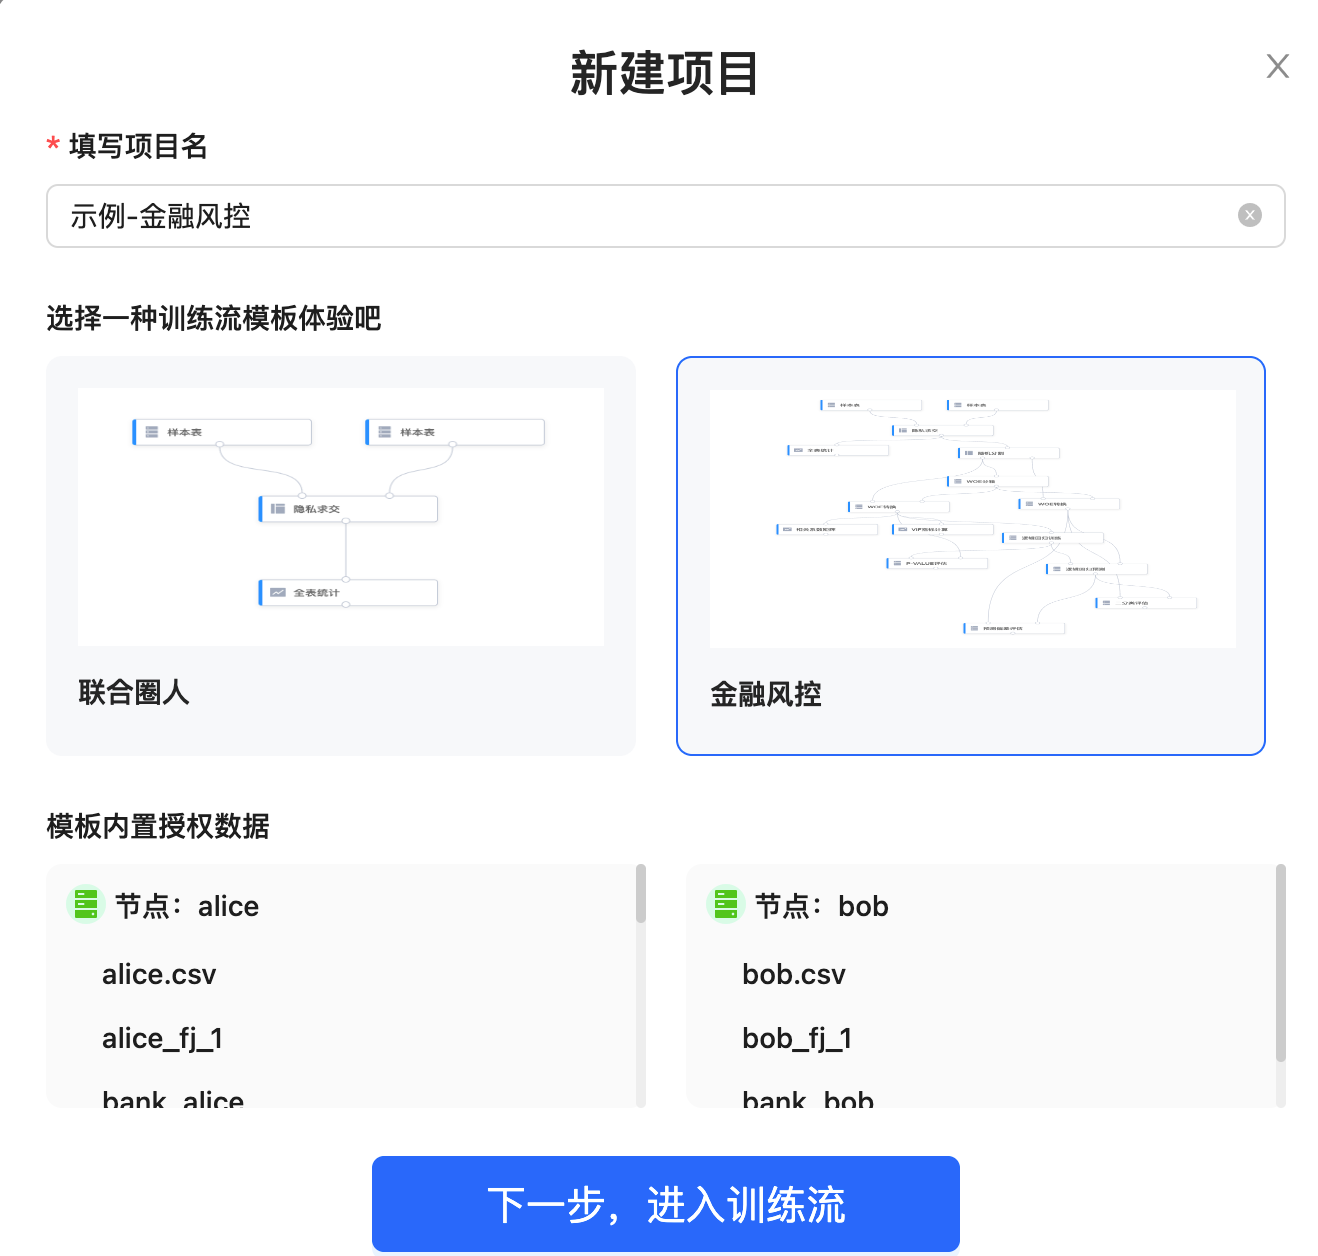 新建项目
* 填写项目名
示例-金融风控
选择一种训练流模板体验吧
样本表
样本表
隐私求交
全表统计
联合圈人
样本表
样本表
隐私求交
全表统计
随机分割
WOE转换
WOE转换
相关系数矩阵
VIF指标计算
逻辑回归训练
P-VALUE评估
逻辑回归预测
二分类评估
预测偏差评估
金融风控
模板内置授权数据
节点：alice
alice.csv
alice_fj_1
bank_alice
节点：bob
bob.csv
bob_fj_1
bank_bob
下一步，进入训练流